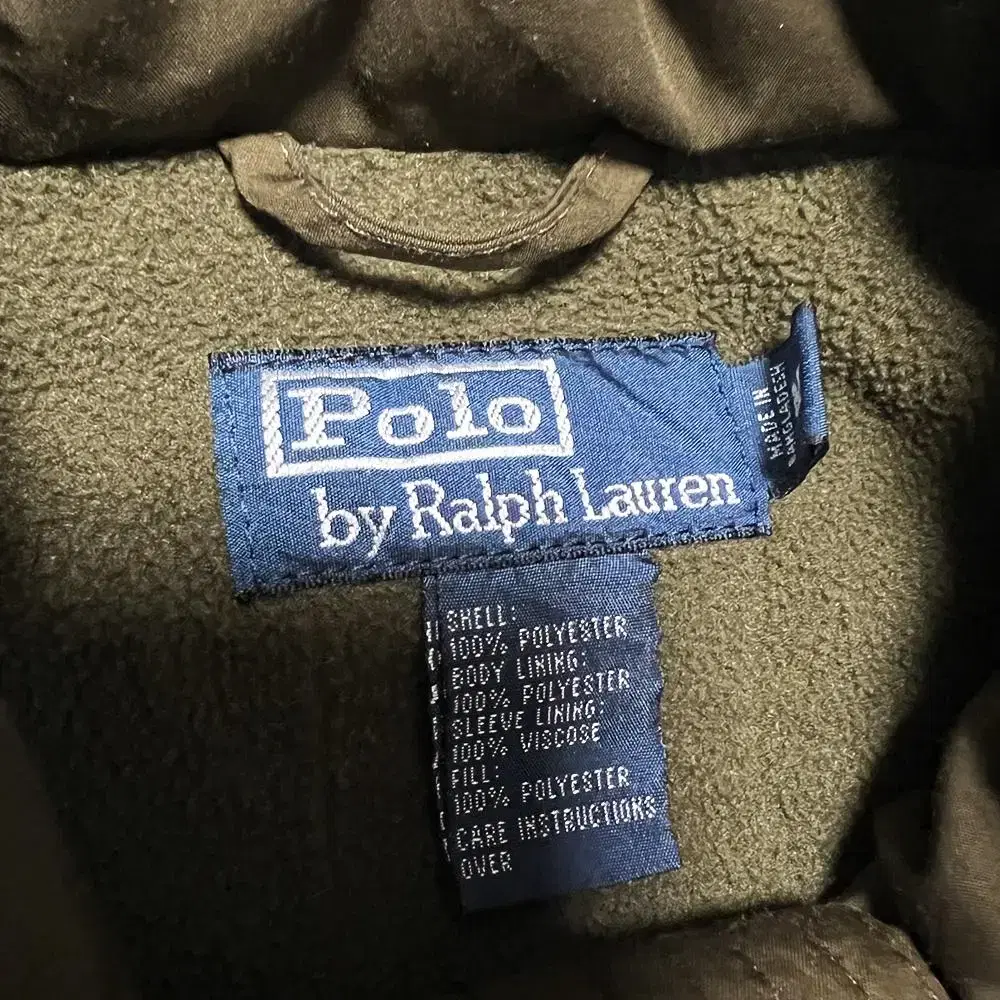 Polo
by Ralph Lauren
MADE IN
BANGLADESH
SHELL:
100% POLYESTER
BODY LINING:
100% POLYESTER
SLEEVE LINING:
100% VISCOSE
FILL:
100% POLYESTER
CARE INSTRUCTIONS
OVER